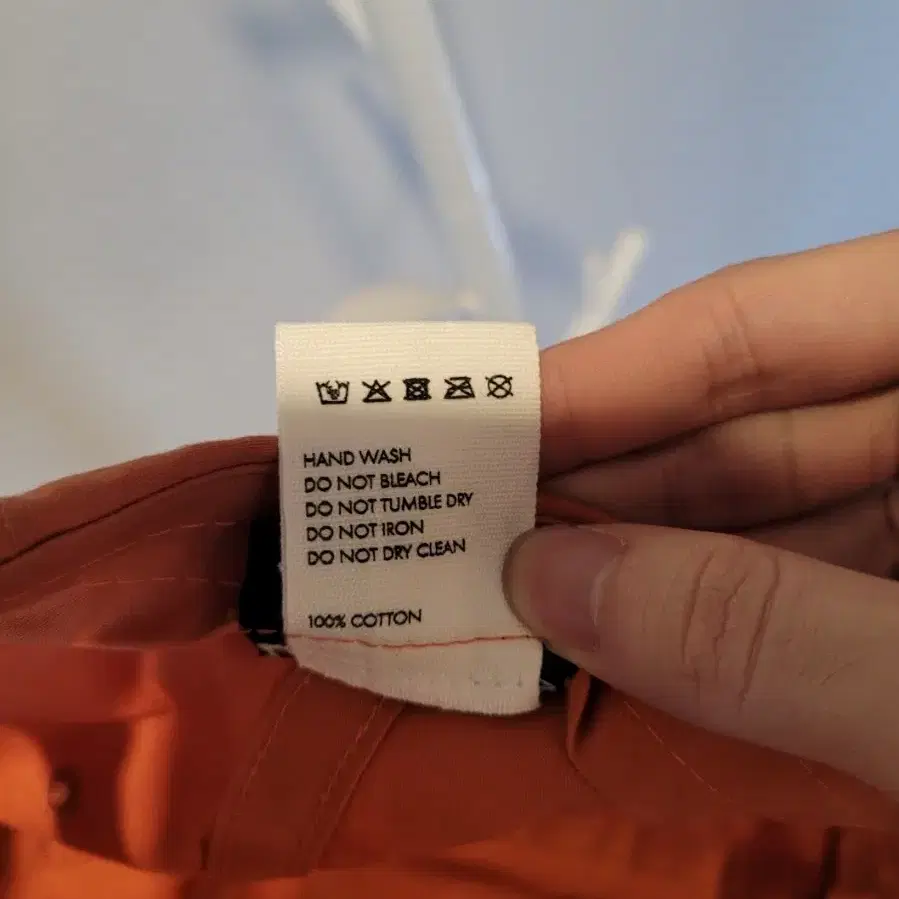 HAND WASH
DO NOT BLEACH
DO NOT TUMBLE DRY
DO NOT IRON
DO NOT DRY CLEAN
100% COTTON